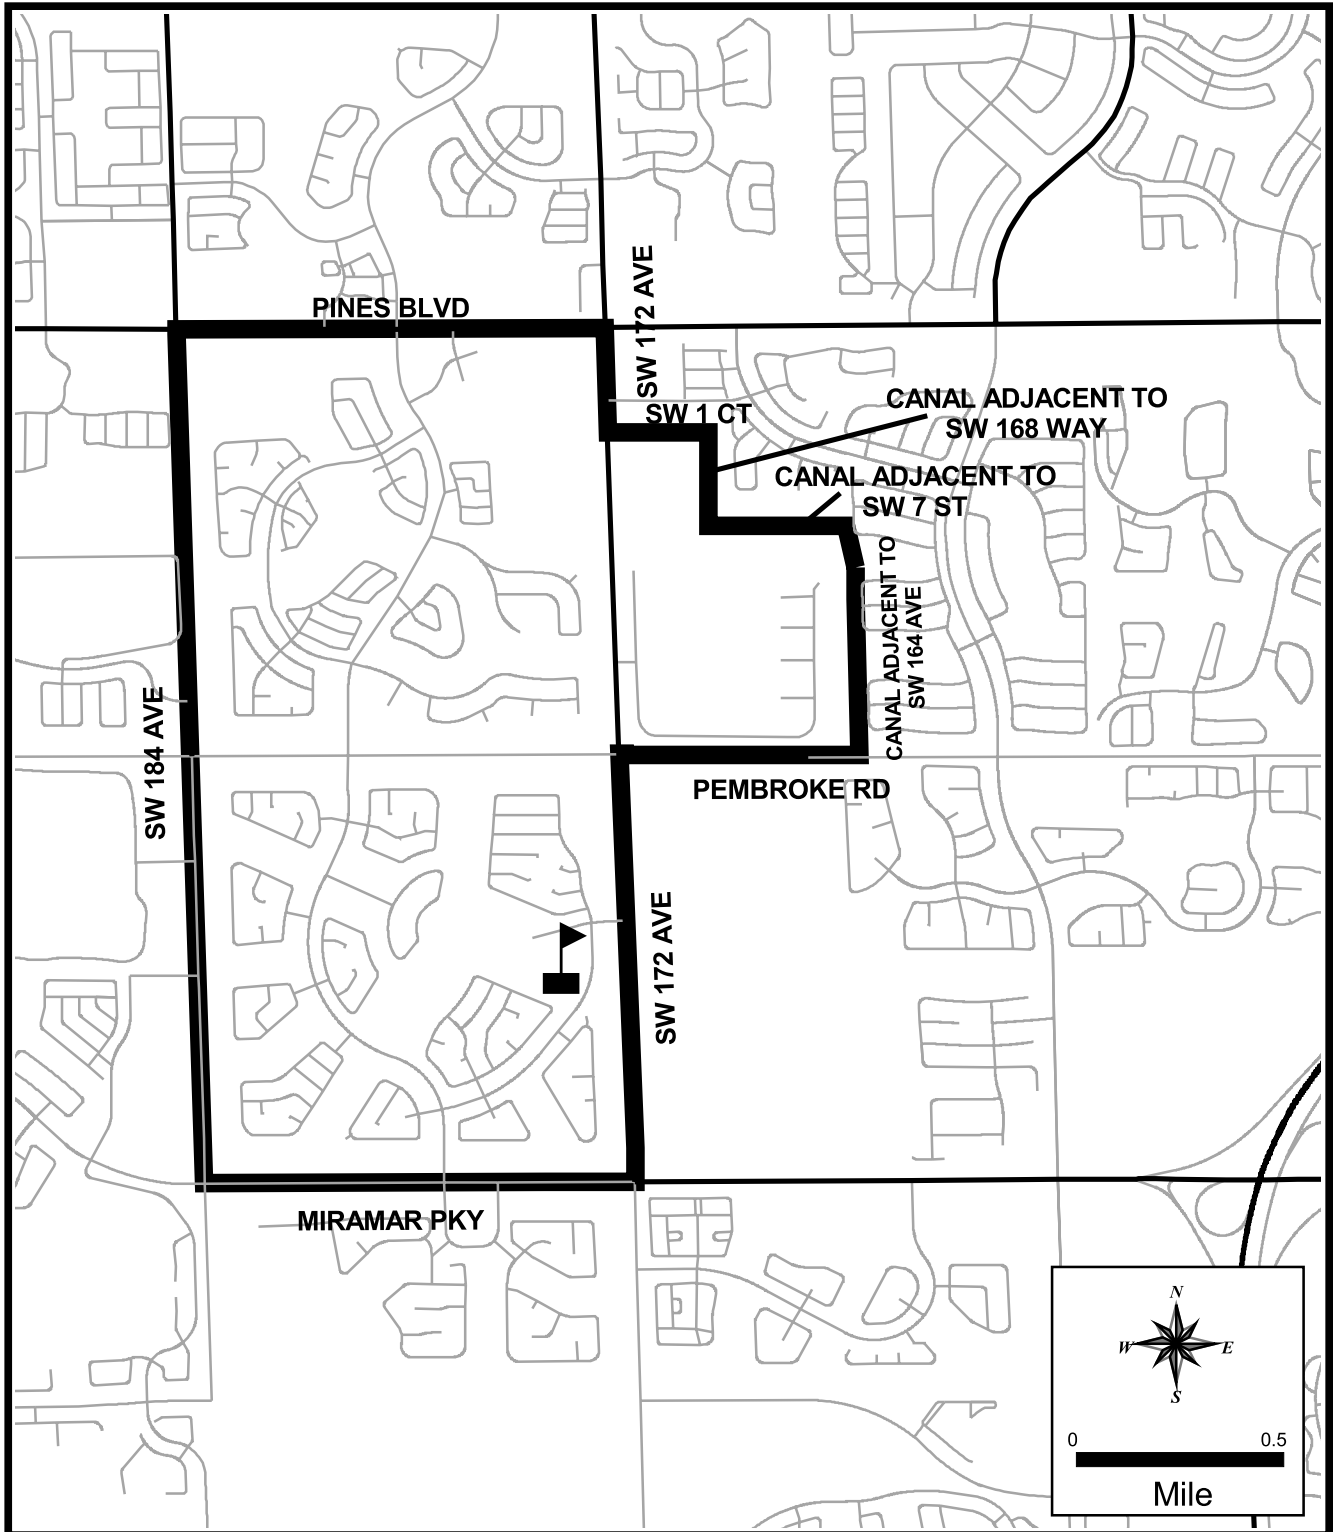 PINES BLVD
SW 172 AVE
SW 1 CT
CANAL ADJACENT TO
SW 168 WAY
CANAL ADJACENT TO
SW 7 ST
CANAL ADJACENT TO
SW 164 AVE
SW 184 AVE
PEMBROKE RD
SW 172 AVE
MIRAMAR PKY
N
W E
S
0 0.5
Mile